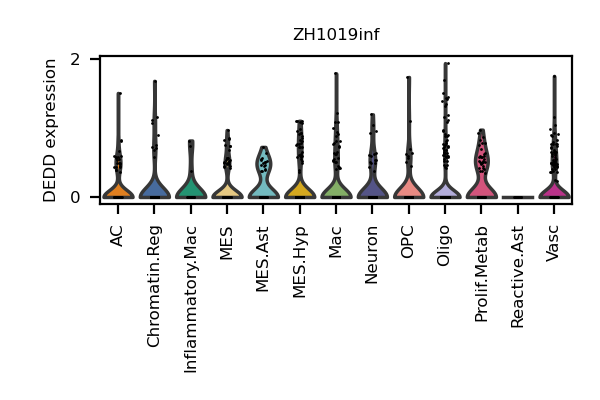 ZH1019inf
DEDD expression
2
0
AC
Chromatin.Reg
Inflammatory.Mac
MES
MES.Ast
MES.Hyp
Mac
Neuron
OPC
Oligo
Prolif.Metab
Reactive.Ast
Vasc